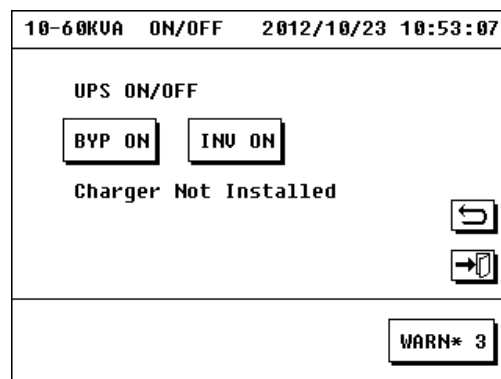 10-60KVA ON/OFF 2012/10/23 10:53:07
UPS ON/OFF
BYP ON INV ON
Charger Not Installed
WARN* 3